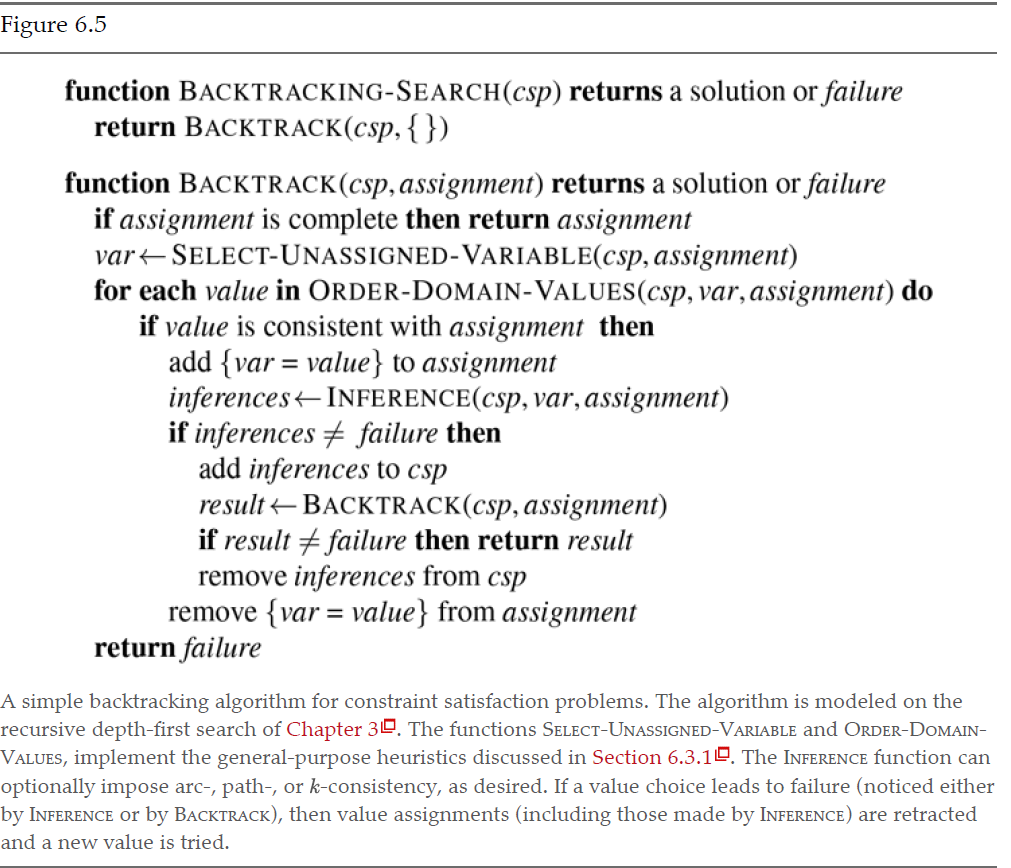 Figure 6.5
function BACKTRACKING-SEARCH(csp) returns a solution or failure
return BACKTRACK(csp, { })
function BACKTRACK(csp, assignment) returns a solution or failure
if assignment is complete then return assignment
var ← SELECT-UNASSIGNED-VARIABLE(csp, assignment)
for each value in ORDER-DOMAIN-VALUES(csp, var, assignment) do
if value is consistent with assignment then
add {var = value} to assignment
inferences ← INFERENCE(csp, var, assignment)
if inferences ≠ failure then
add inferences to csp
result ← BACKTRACK(csp, assignment)
if result ≠ failure then return result
remove inferences from csp
remove {var = value} from assignment
return failure
A simple backtracking algorithm for constraint satisfaction problems. The algorithm is modeled on the
recursive depth-first search of Chapter 3. The functions SELECT-UNASSIGNED-VARIABLE and ORDER-DOMAIN-
VALUES, implement the general-purpose heuristics discussed in Section 6.3.1. The INFERENCE function can
optionally impose arc-, path-, or k-consistency, as desired. If a value choice leads to failure (noticed either
by INFERENCE or by BACKTRACK), then value assignments (including those made by INFERENCE) are retracted
and a new value is tried.